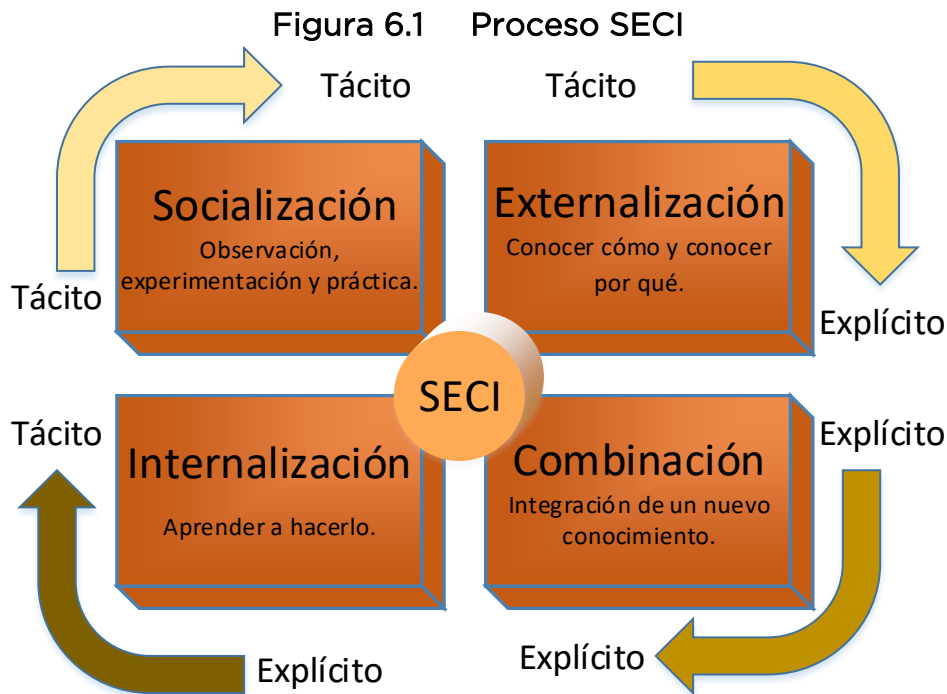 Figura 6.1 Proceso SECI
Tácito
Tácito
Socialización
Observación,
experimentación y práctica.
Tácito
Externalización
Conocer cómo y conocer
por qué.
Explícito
SECI
Tácito
Internalización
Aprender a hacerlo.
Explícito
Combinación
Integración de un nuevo
conocimiento.
Explícito
Explícito